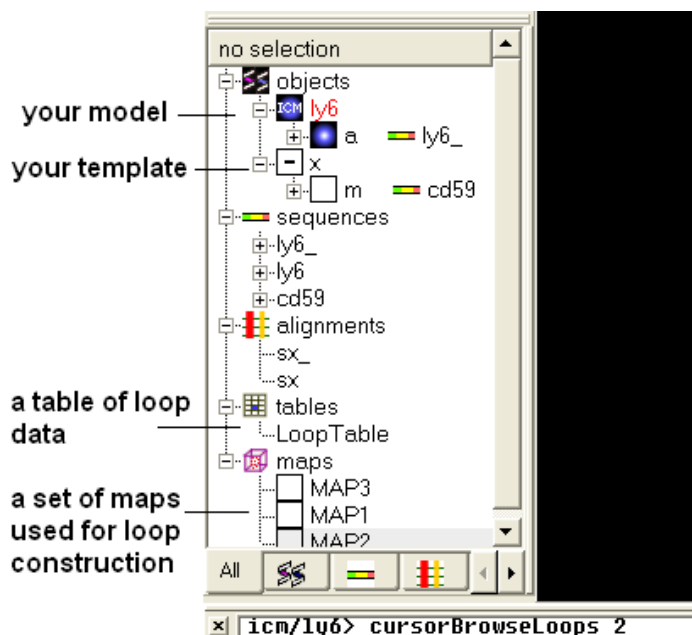 no selection
objects
your model
ICM ly6
a ly6_
your template
x
m cd59
sequences
ly6_
ly6
cd59
alignments
sx_
sx
a table of loop
data
tables
LoopTable
maps
a set of maps
used for loop
construction
MAP3
MAP1
MAP2
All
icm/ly6> cursorBrowseLoops 2